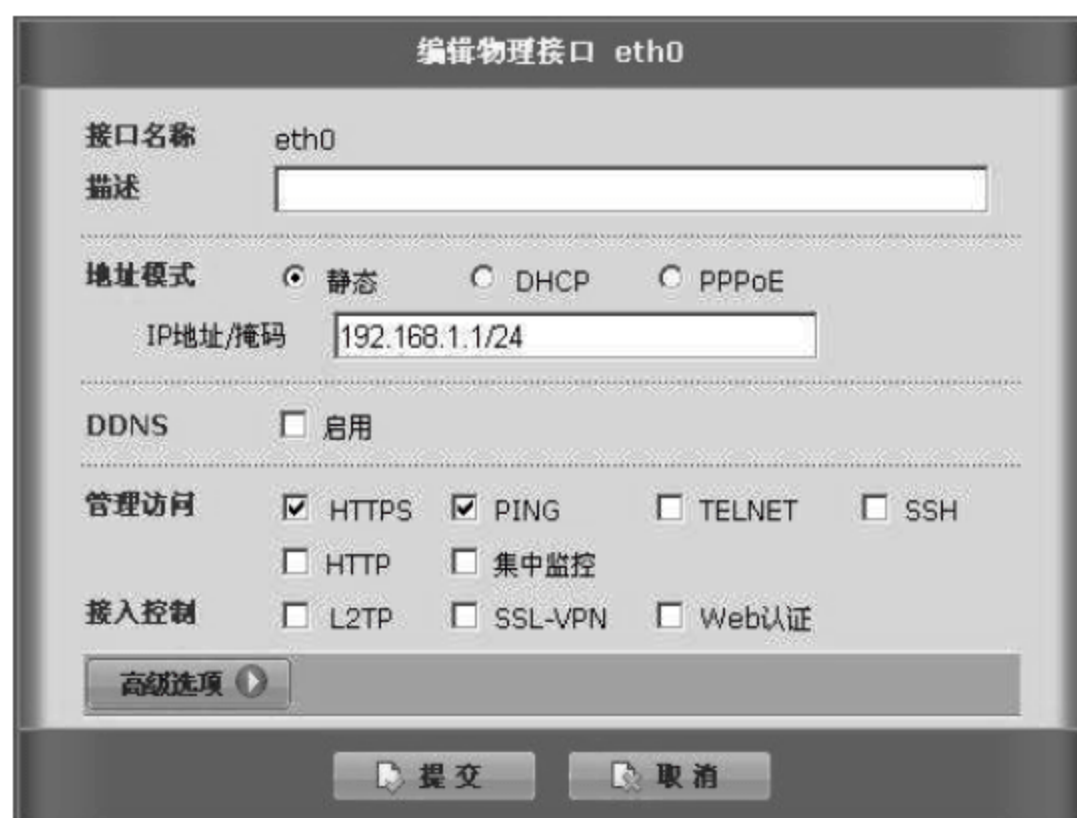 编辑物理接口 eth0
接口名称 eth0
描述
地址模式 静态 DHCP PPPoE
IP地址/掩码 192.168.1.1/24
DDNS 启用
管理访问 HTTPS PING TELNET SSH
HTTP 集中监控
接入控制 L2TP SSL-VPN Web认证
高级选项
提交 取消